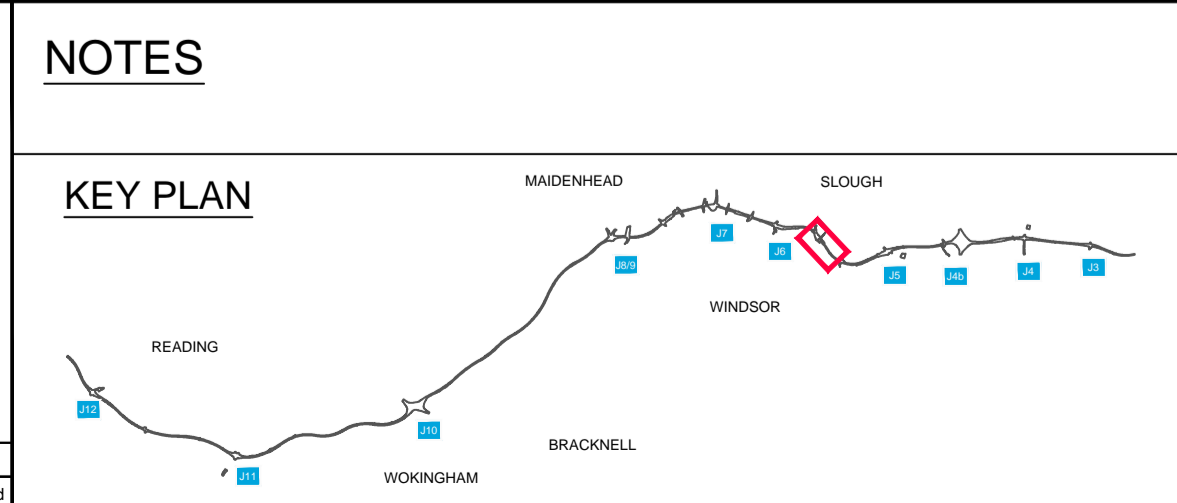 NOTES
KEY PLAN
MAIDENHEAD
SLOUGH
J7
J6
J8/9
J5
J4b
J4
J3
WINDSOR
READING
J12
J10
BRACKNELL
J11
WOKINGHAM
d